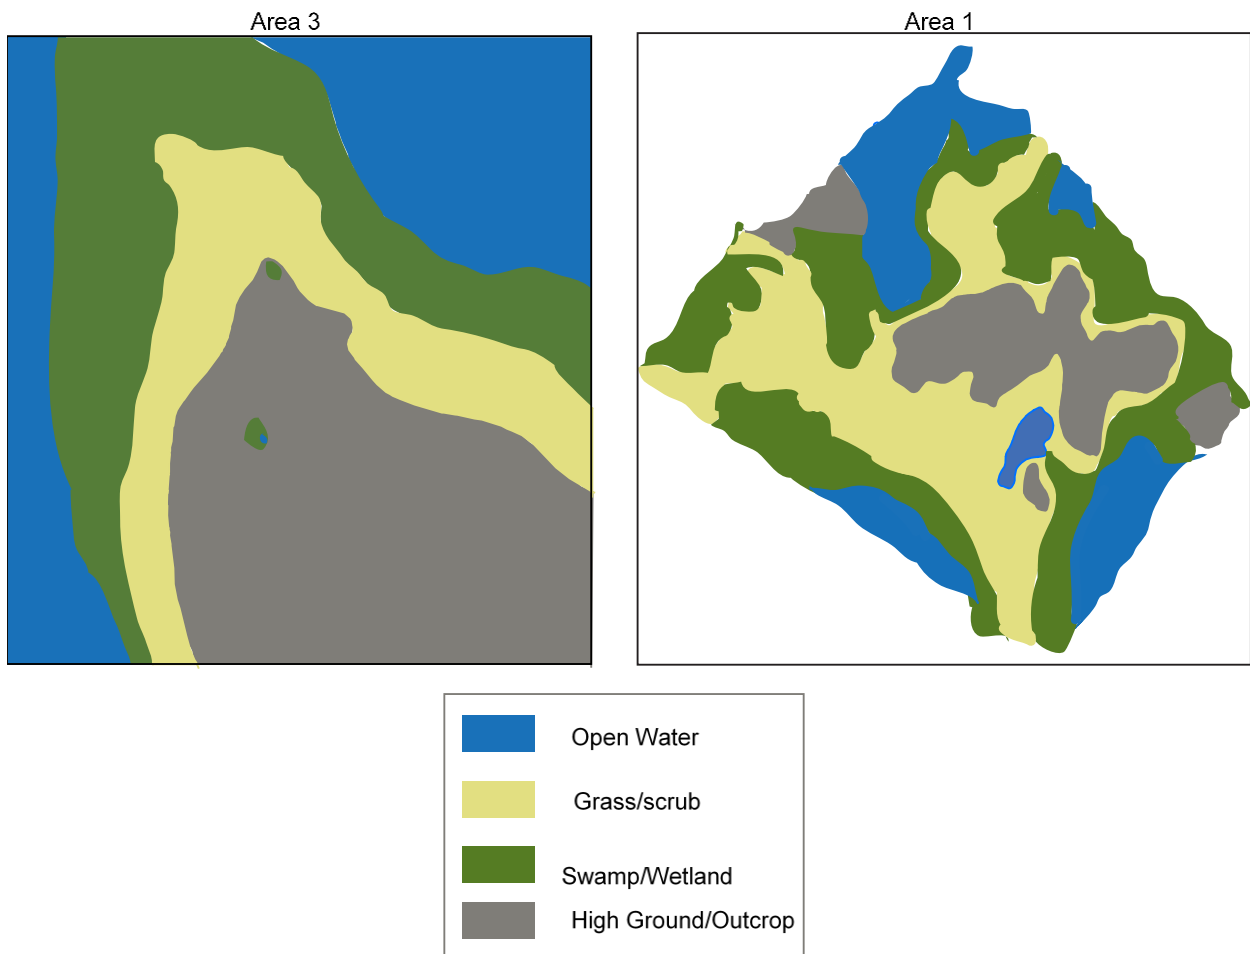 Area 3
Area 1
Open Water
Grass/scrub
Swamp/Wetland
High Ground/Outcrop